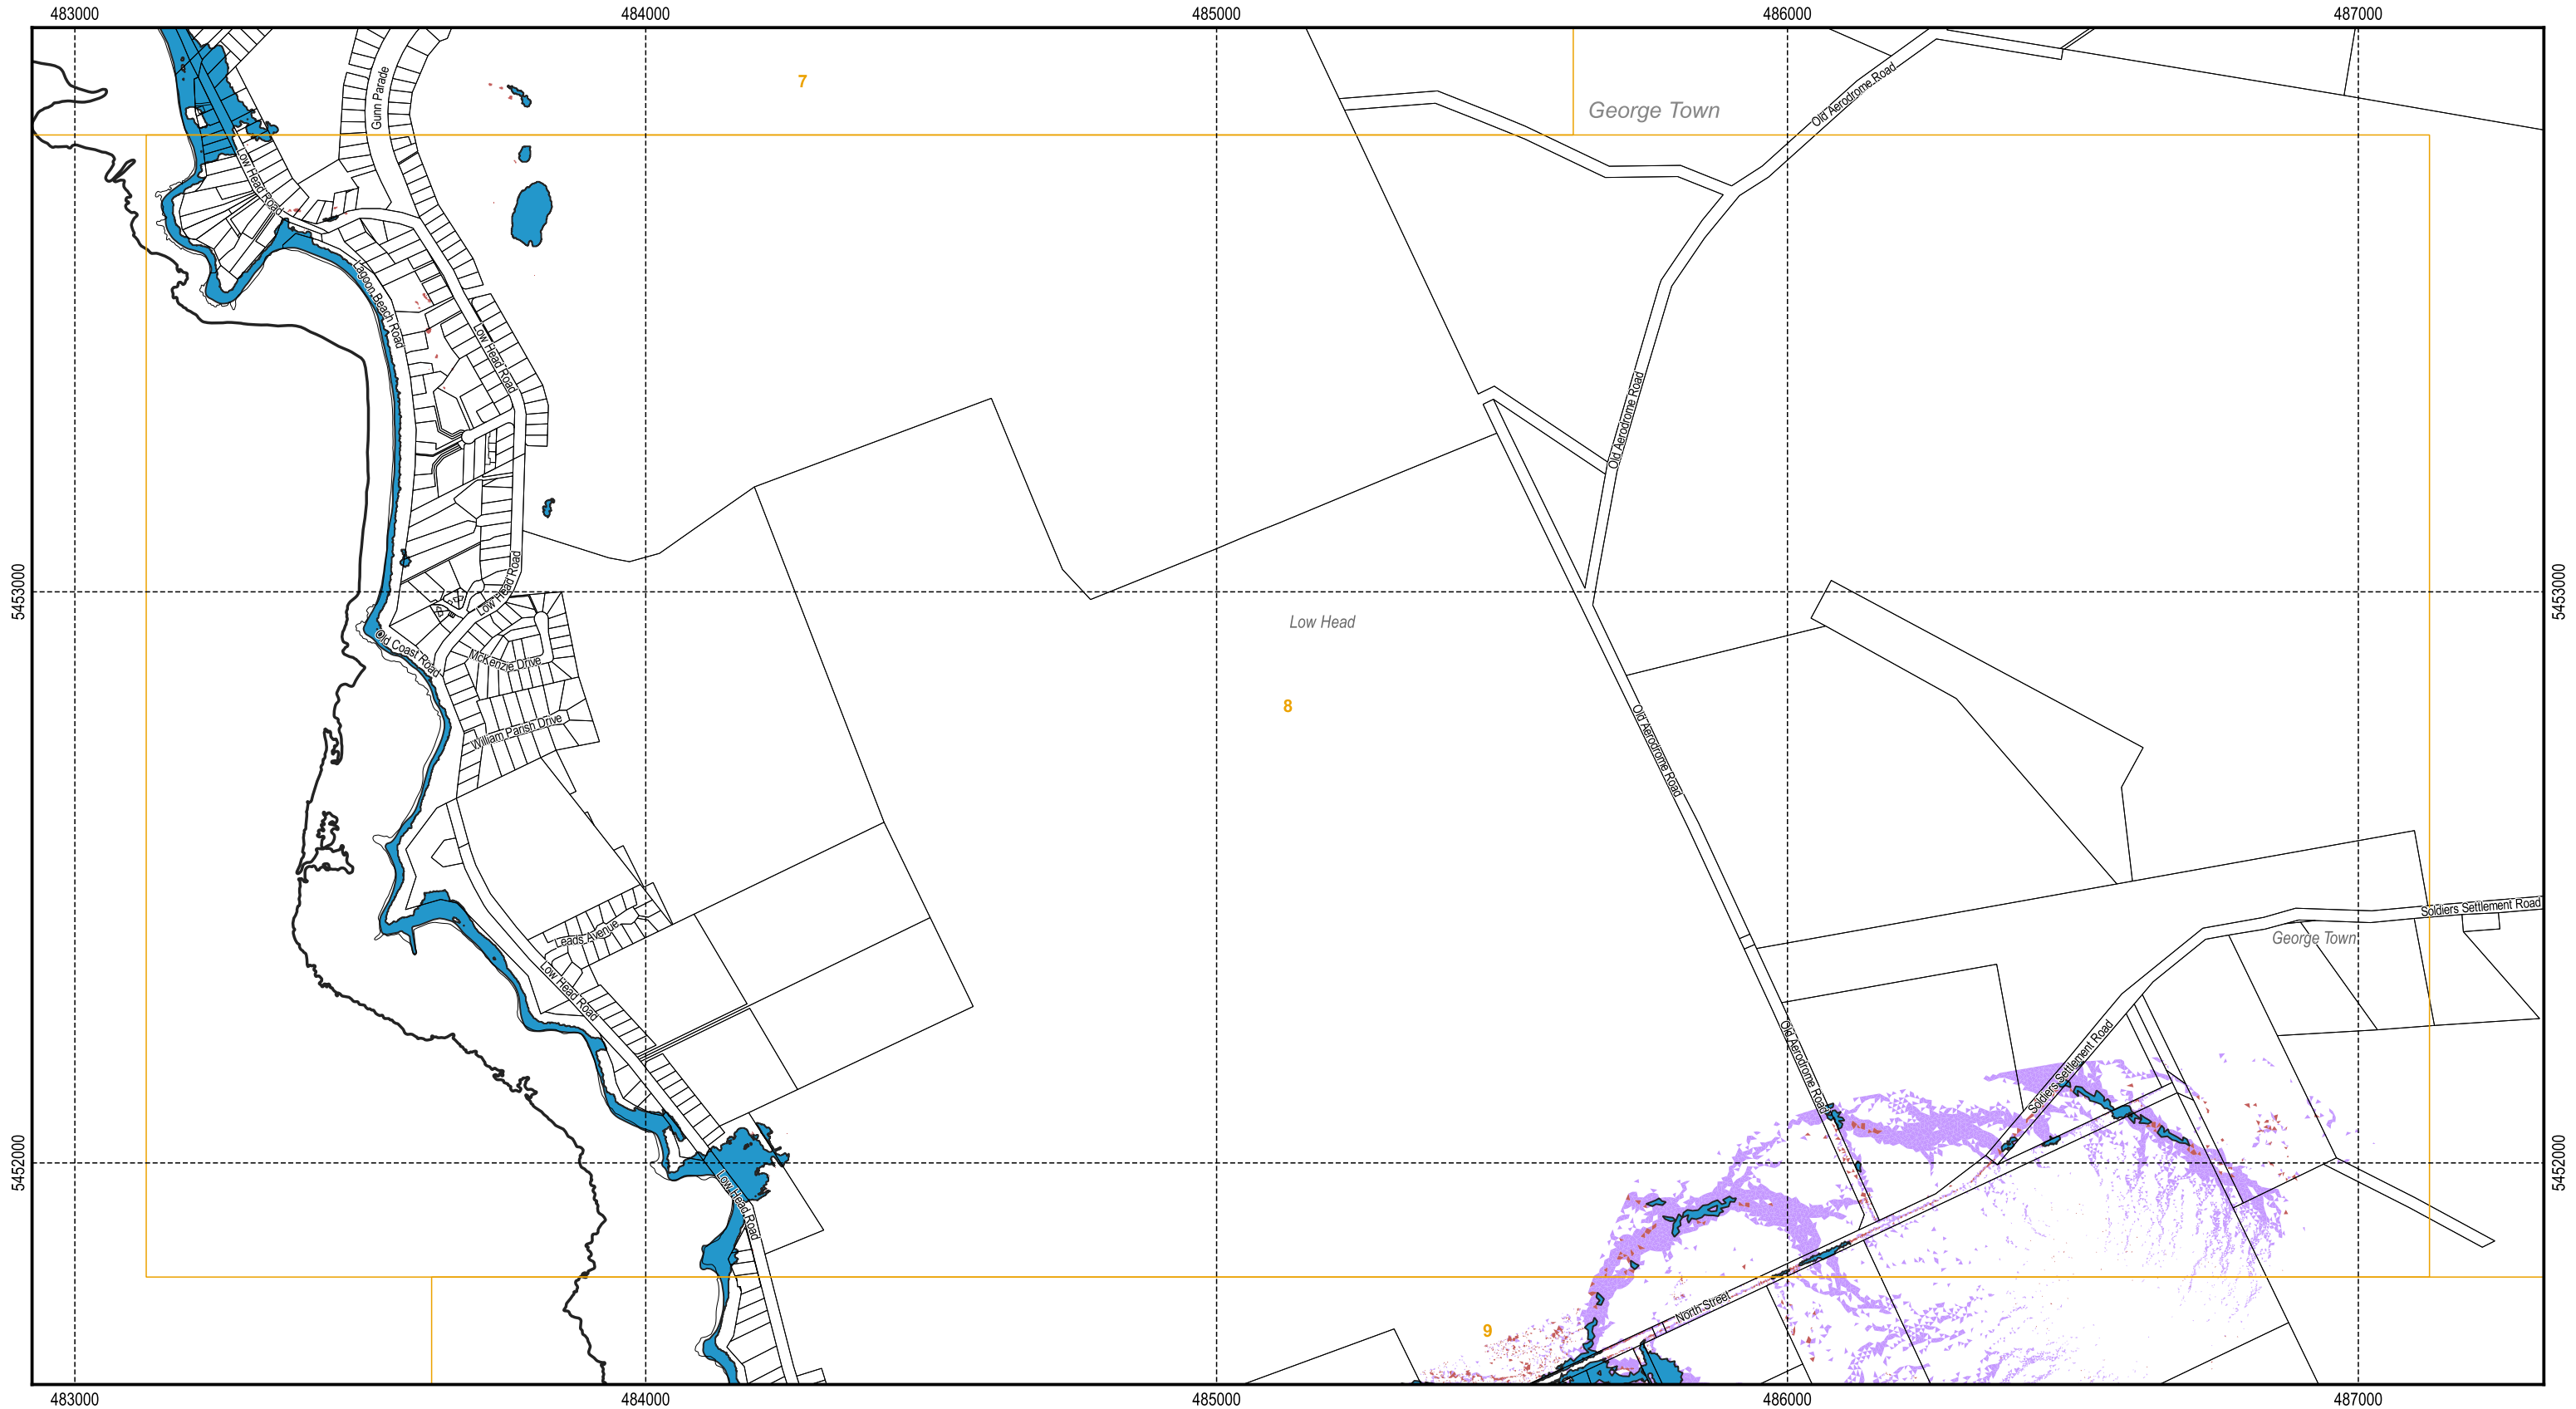 483000
484000
485000
486000
487000
7
George Town
Old Aerodrome Road
Gunn Parade
Low Head Road
Lagoon Beach Road
Low Head Road
Old Aerodrome Road
5453000
5453000
Low Head Road
Low Head
Old Coast Road
McKenzie Drive
8
William Parish Drive
Old Aerodrome Road
Soldiers Settlement Road
George Town
Leads Avenue
Low Head Road
Old Aerodrome Road
Soldiers Settlement Road
5452000
5452000
Low Head Road
North Street
9
483000
484000
485000
486000
487000